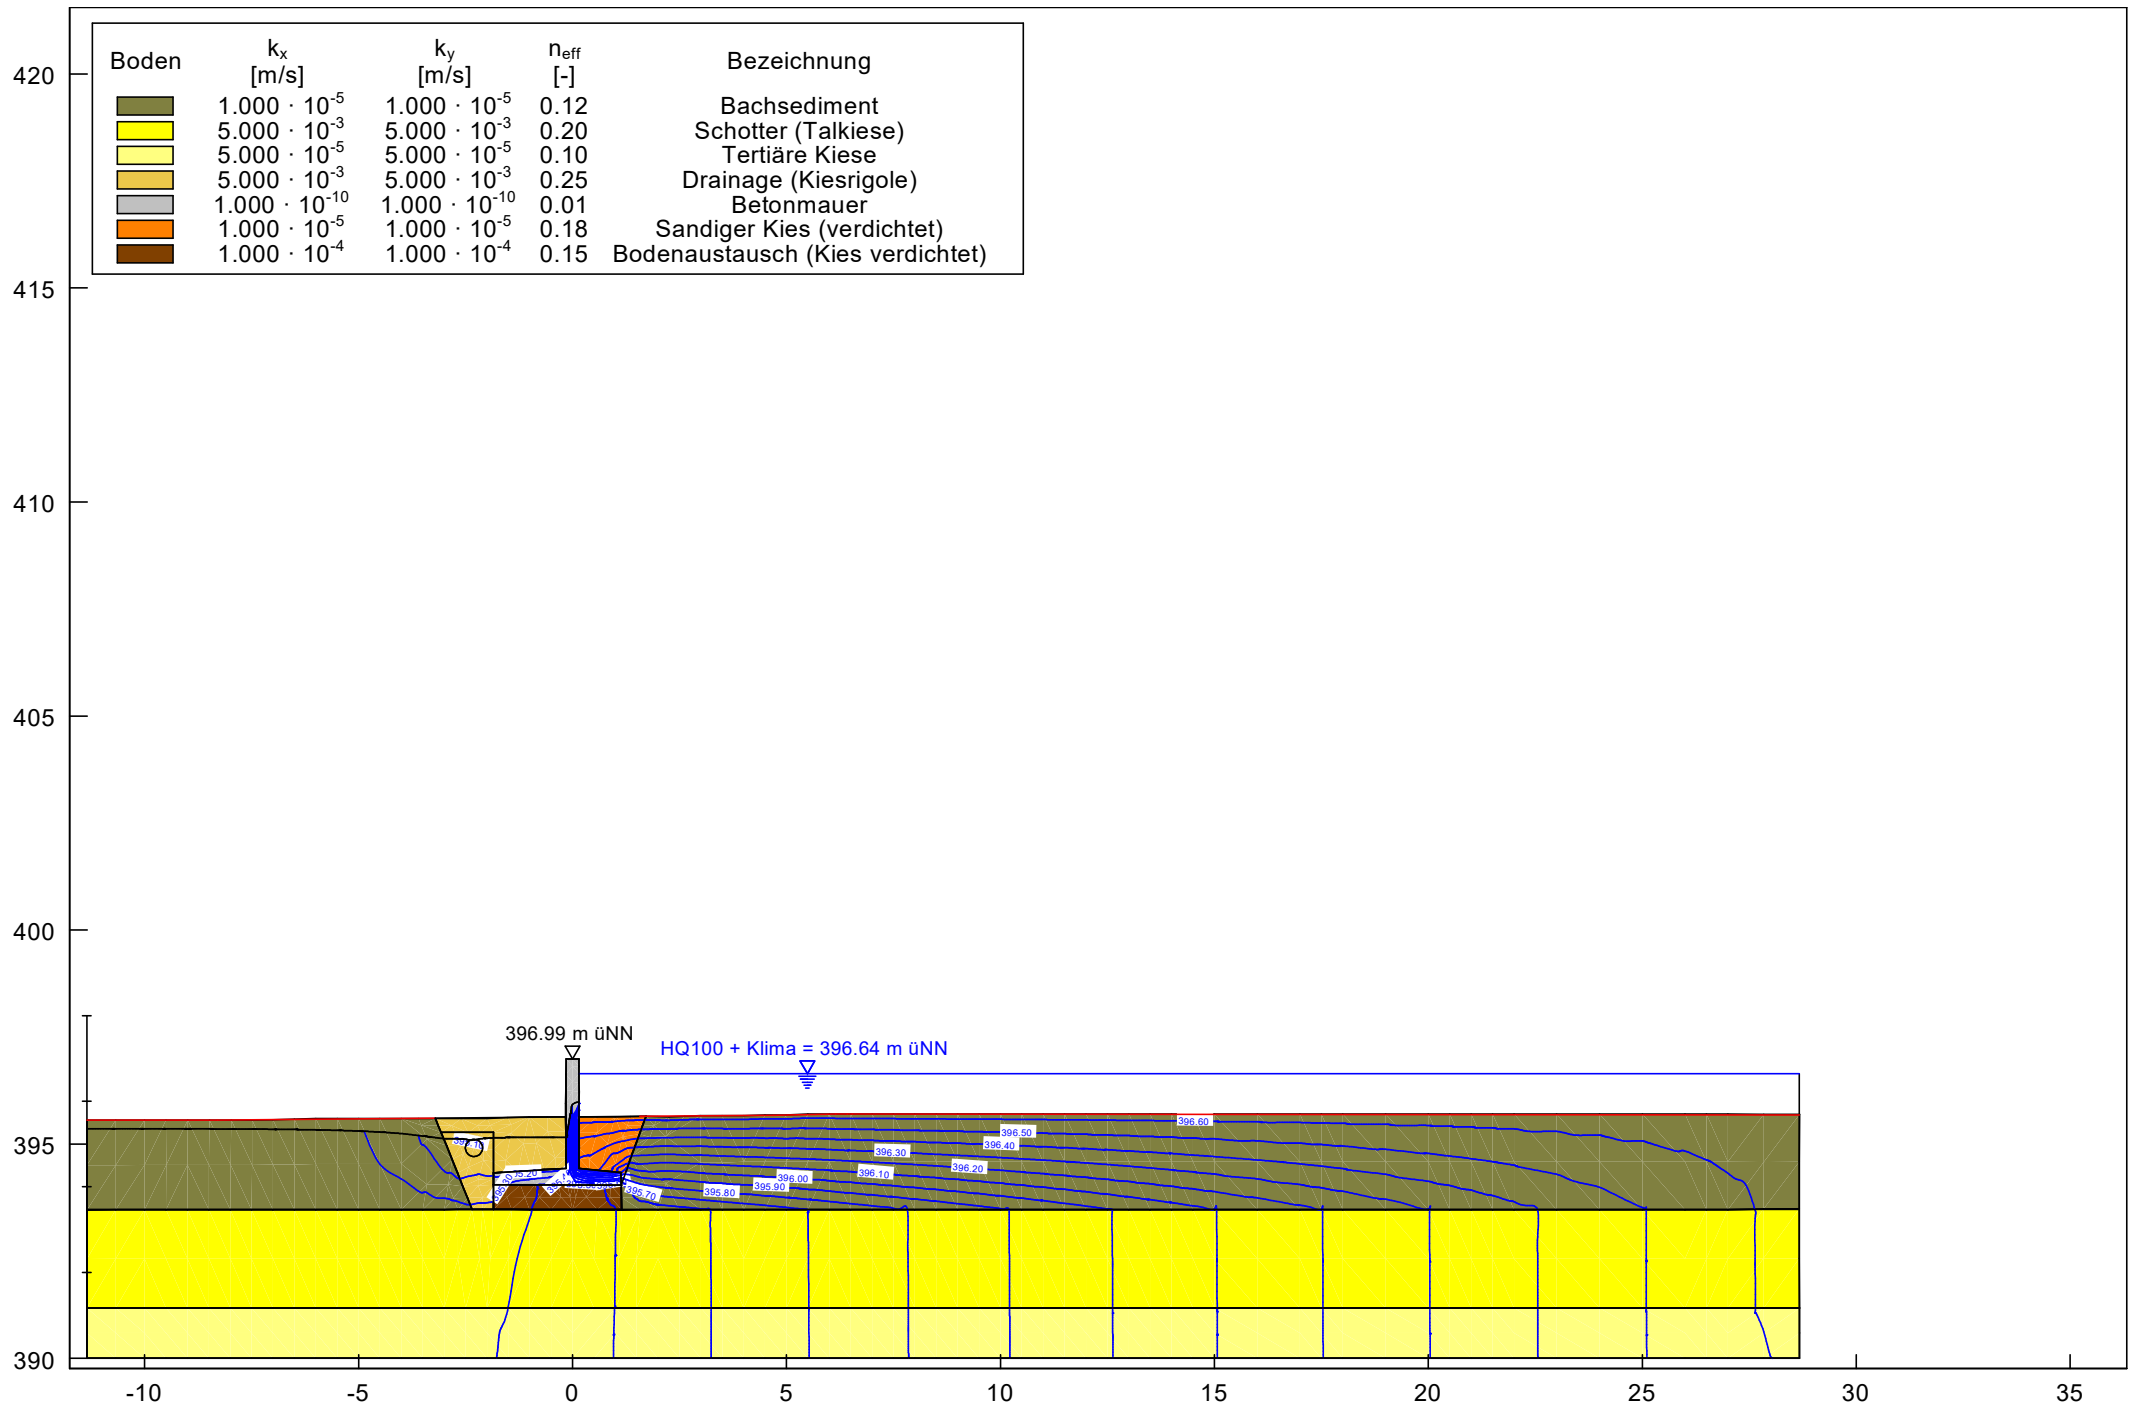 Boden kx ky neff Bezeichnung
[m/s] [m/s] [-]
1.000 · 10-5 1.000 · 10-5 0.12 Bachsediment
5.000 · 10-3 5.000 · 10-3 0.20 Schotter (Talkiese)
5.000 · 10-5 5.000 · 10-5 0.10 Tertiäre Kiese
5.000 · 10-3 5.000 · 10-3 0.25 Drainage (Kiesrigole)
1.000 · 10-10 1.000 · 10-10 0.01 Betonmauer
1.000 · 10-5 1.000 · 10-5 0.18 Sandiger Kies (verdichtet)
1.000 · 10-4 1.000 · 10-4 0.15 Bodenaustausch (Kies verdichtet)
420
415
410
405
400
395
390
396.99 m üNN
HQ100 + Klima = 396.64 m üNN
396.60
396.50
396.40
396.30
396.20
396.10
396.00
395.90
395.80
395.70
-10 -5 0 5 10 15 20 25 30 35